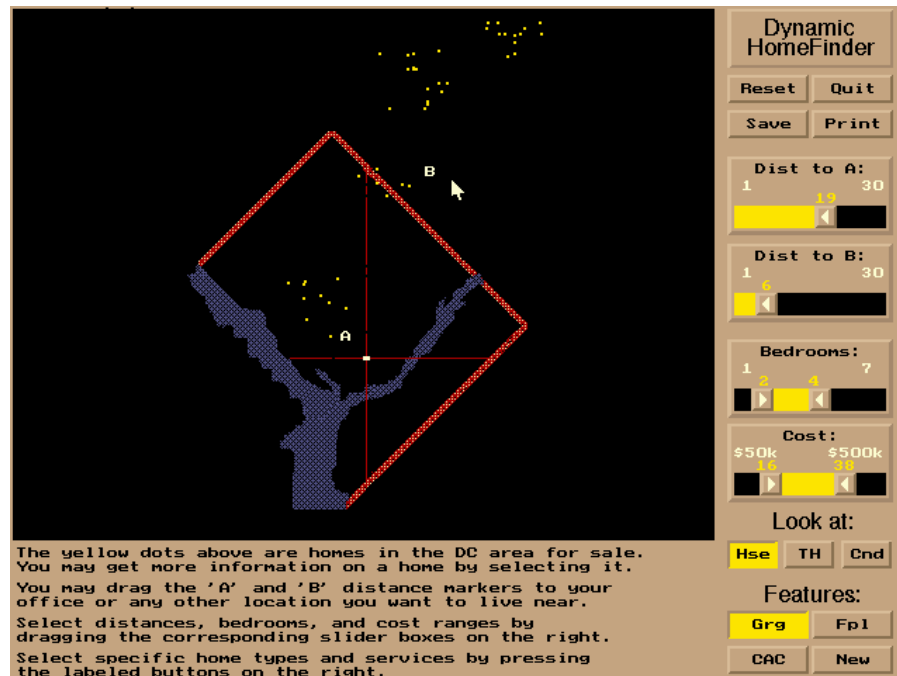 Dynamic
HomeFinder
Reset Quit
Save Print
B
Dist to A:
1 30
19
Dist to B:
1 30
6
A
Bedrooms:
1 7
2 4
Cost:
$50k $500k
16 38
Look at:
Hse TH Cnd
Features:
Grg Fpl
CAC New
The yellow dots above are homes in the DC area for sale.
You may get more information on a home by selecting it.
You may drag the 'A' and 'B' distance markers to your
office or any other location you want to live near.
Select distances, bedrooms, and cost ranges by
dragging the corresponding slider boxes on the right.
Select specific home types and services by pressing
the labeled buttons on the right.